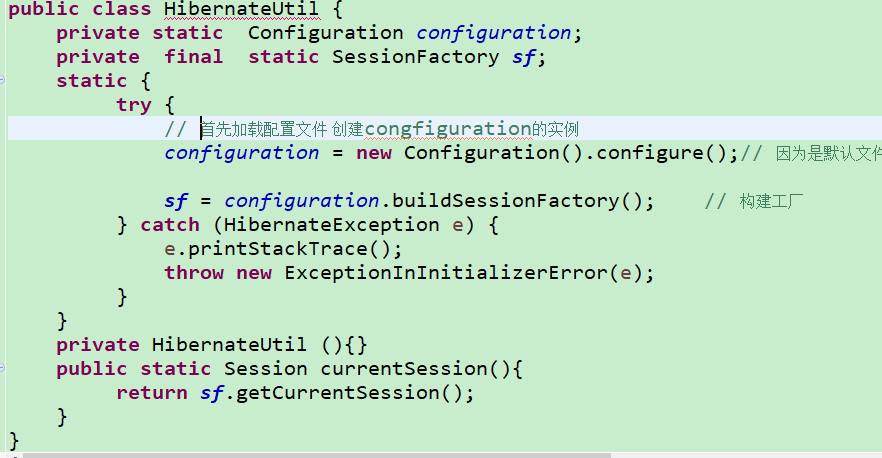 public class HibernateUtil {
private static  Configuration configuration;
private  final  static SessionFactory sf;
static {
try {
// 首先加载配置文件 创建congfiguration的实例
configuration = new Configuration().configure();// 因为是默认文件
sf = configuration.buildSessionFactory();    // 构建工厂
} catch (HibernateException e) {
e.printStackTrace();
throw new ExceptionInInitializerError(e);
}
}
private HibernateUtil (){}
public static Session currentSession(){
return sf.getCurrentSession();
}
}